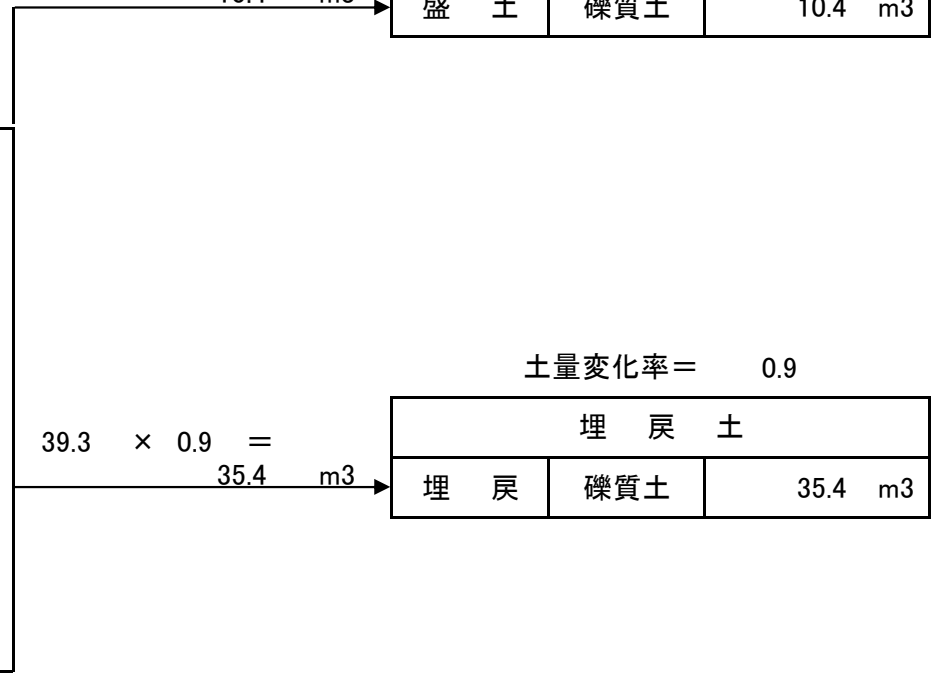 盛 土 礫質土 10.4 m3
土量変化率＝ 0.9
埋 戻 土
39.3 × 0.9 ＝
35.4 m3
埋 戻 礫質土 35.4 m3